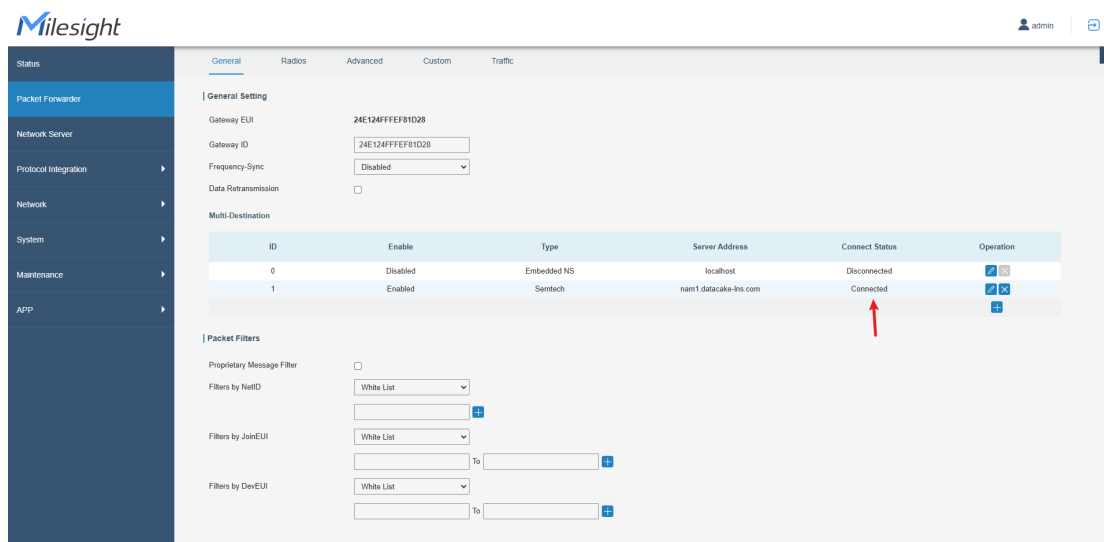 Milesight
admin
Status
Packet Forwarder
Network Server
Protocol Integration
Network
System
Maintenance
APP
General Radios Advanced Custom Traffic
General Setting
Gateway EUI 24E124FFFEF81D28
Gateway ID 24E124FFFEF81D28
Frequency-Sync Disabled
Data Retransmission
Multi-Destination
ID Enable Type Server Address Connect Status Operation
0 Disabled Embedded NS localhost Disconnected
1 Enabled Semtech nam1.datacake-lns.com Connected
Packet Filters
Proprietary Message Filter
Filters by NetID White List
Filters by JoinEUI White List
To
Filters by DevEUI White List
To